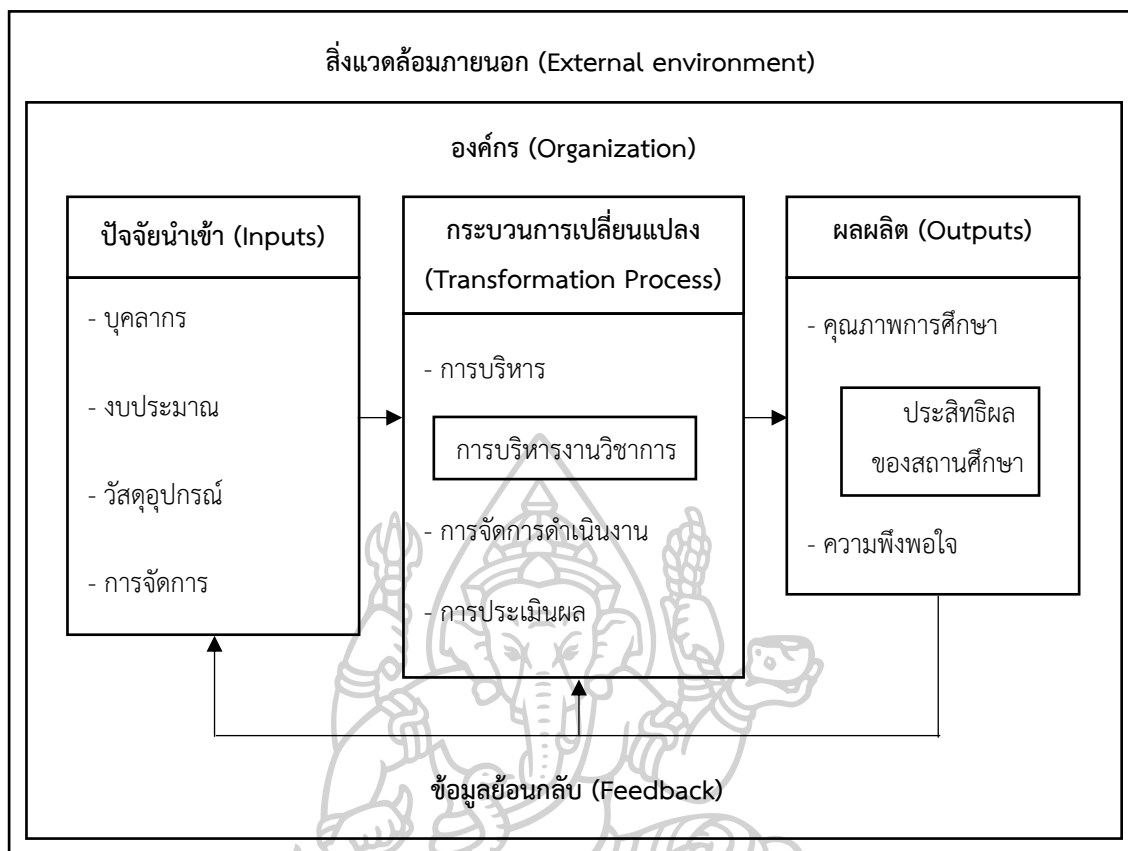 สิ่งแวดล้อมภายนอก (External environment)
องค์กร (Organization)
ปัจจัยนำเข้า (Inputs)
- บุคลากร
- งบประมาณ
- วัสดุอุปกรณ์
- การจัดการ
กระบวนการเปลี่ยนแปลง
(Transformation Process)
- การบริหาร
การบริหารงานวิชาการ
- การจัดการดำเนินงาน
- การประเมินผล
ผลผลิต (Outputs)
- คุณภาพการศึกษา
ประสิทธิผล
ของสถานศึกษา
- ความพึงพอใจ
ข้อมูลย้อนกลับ (Feedback)